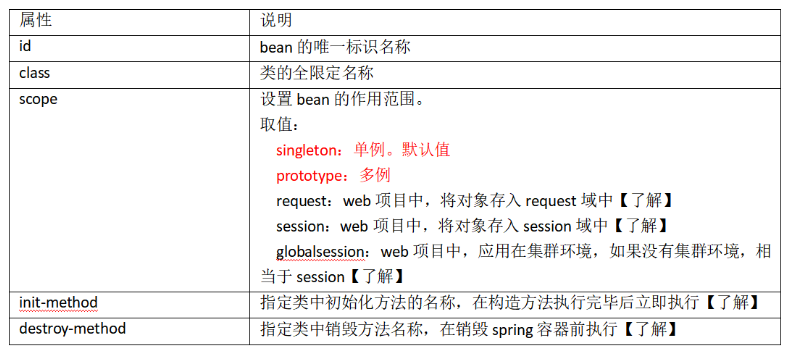 属性 说明
id bean 的唯一标识名称
class 类的全限定名称
scope 设置 bean 的作用范围。
取值：
singleton：单例。默认值
prototype：多例
request：web 项目中，将对象存入 request 域中【了解】
session：web 项目中，将对象存入 session 域中【了解】
globalsession：web 项目中，应用在集群环境，如果没有集群环境，相
当于 session【了解】
init-method 指定类中初始化方法的名称，在构造方法执行完毕后立即执行【了解】
destroy-method 指定类中销毁方法名称，在销毁 spring 容器前执行【了解】